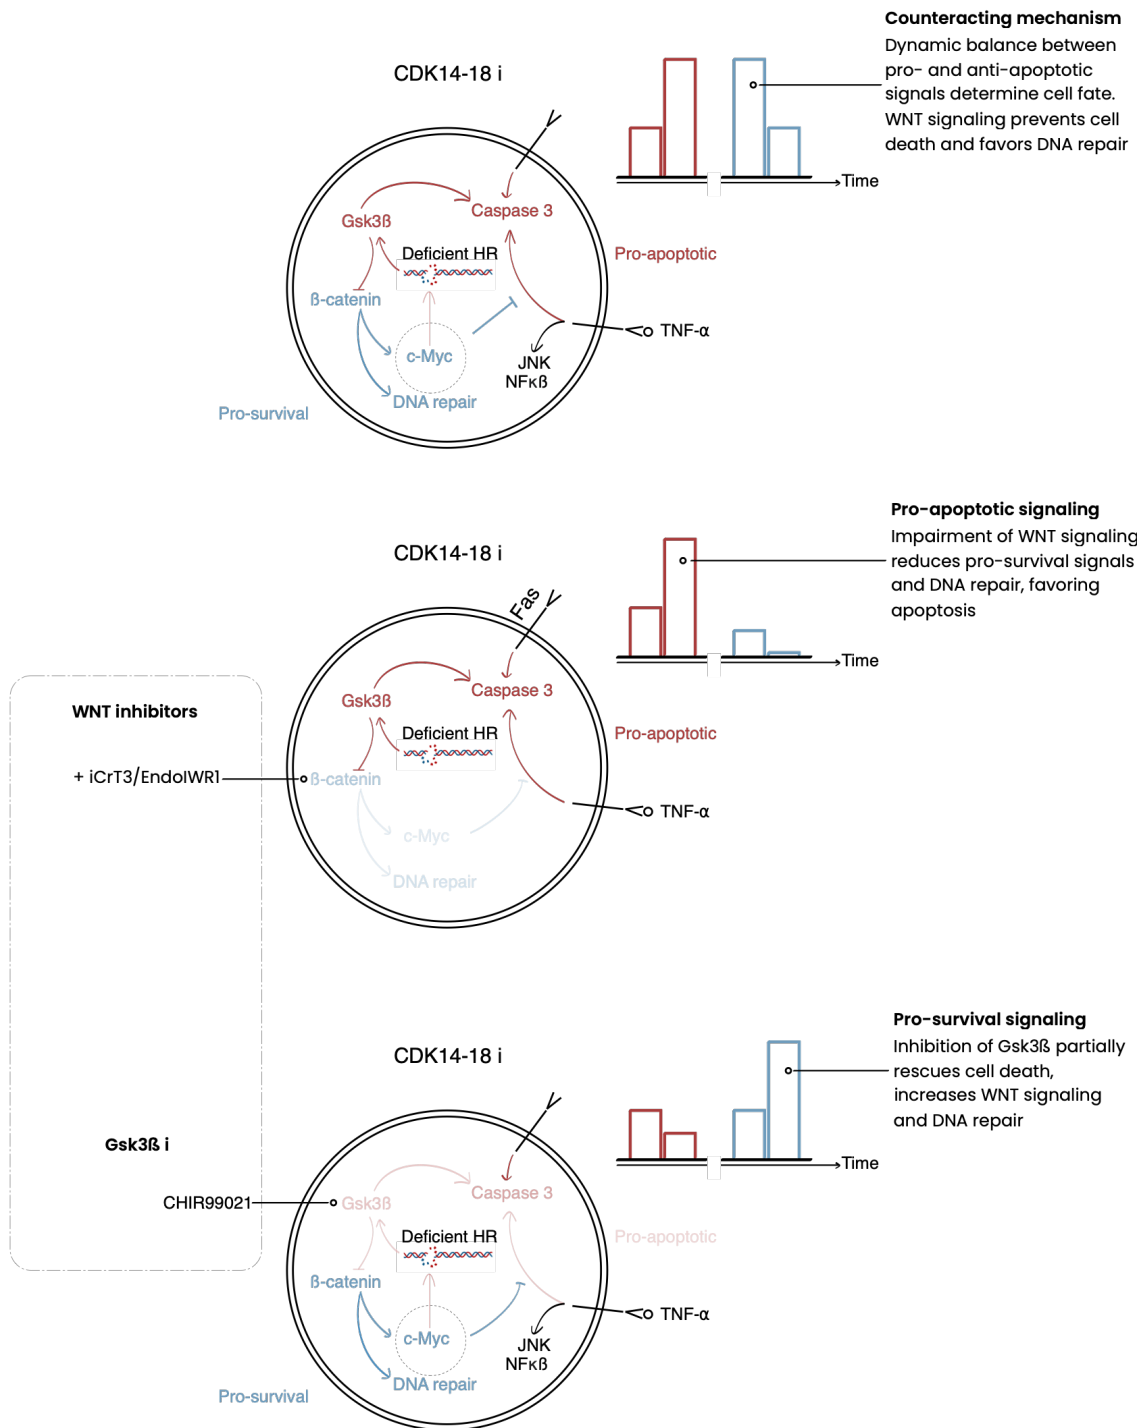 Counteracting mechanism
Dynamic balance between
pro- and anti-apoptotic
signals determine cell fate.
WNT signaling prevents cell
death and favors DNA repair
CDK14-18 i
Time
Gsk3ß
Caspase 3
Deficient HR
Pro-apoptotic
ß-catenin
TNF-α
c-Myc
JNK
NFκß
DNA repair
Pro-survival
Pro-apoptotic signaling
Impairment of WNT signaling
reduces pro-survival signals
and DNA repair, favoring
apoptosis
CDK14-18 i
Fas
Time
WNT inhibitors
Gsk3ß
Caspase 3
Deficient HR
Pro-apoptotic
+ iCrT3/EndoIWR1
ß-catenin
TNF-α
c-Myc
DNA repair
Pro-survival signaling
Inhibition of Gsk3ß partially
rescues cell death,
increases WNT signaling
and DNA repair
CDK14-18 i
Time
Gsk3ß i
CHIR99021
Gsk3ß
Caspase 3
Deficient HR
Pro-apoptotic
ß-catenin
TNF-α
c-Myc
JNK
NFκß
DNA repair
Pro-survival